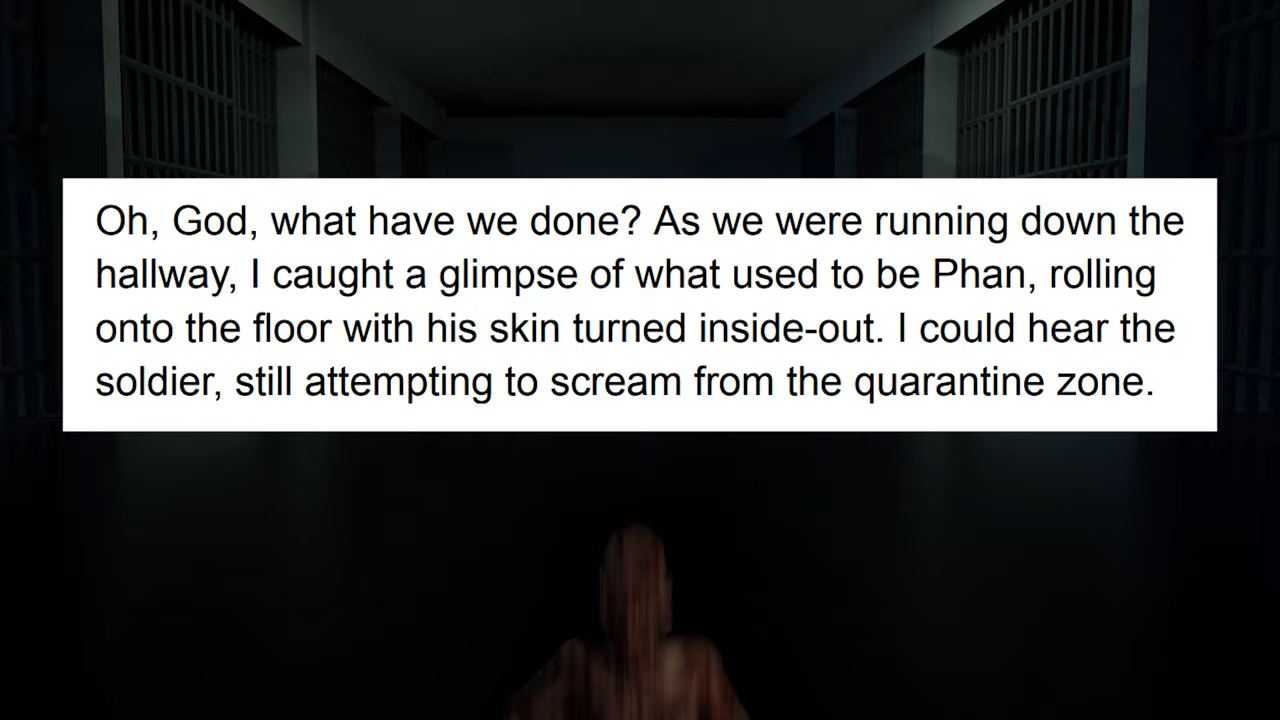 Oh, God, what have we done? As we were running down the
hallway, I caught a glimpse of what used to be Phan, rolling
onto the floor with his skin turned inside-out. I could hear the
soldier, still attempting to scream from the quarantine zone.